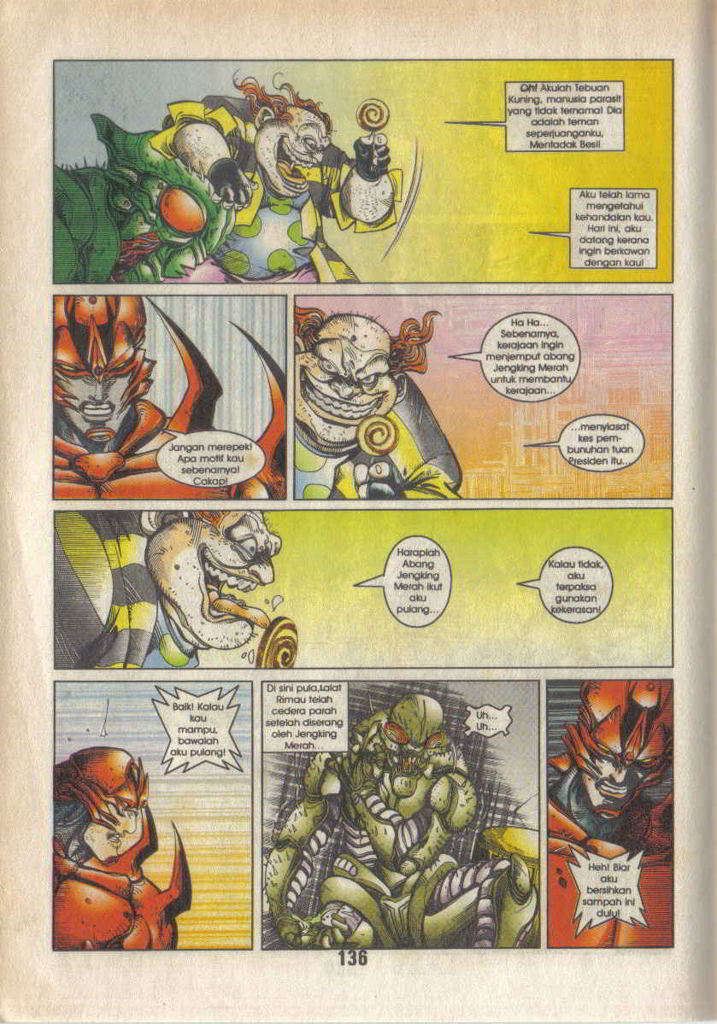 Oh! Akulah Tebuan
Kuning, manusia parasit
yang tidak ternama! Dia
adalah teman
seperjuanganku,
Mentadak Besi!
Aku telah lama
mengetahui
kehandalan kau.
Hari ini, aku
datang kerana
ingin berkawan
dengan kau!
Jangan merepek!
Apa motif kau
sebenarnya!
Cakap!
Ha Ha...
Sebenarnya,
kerajaan ingin
menjemput abang
Jengking Merah
untuk membantu
kerajaan...
...menyiasat
kes pem-
bunuhan tuan
Presiden itu...
Haraplah
Abang
Jengking
Merah ikut
aku
pulang...
Kalau tidak,
aku
terpaksa
gunakan
kekerasan!
Baik! Kalau
kau
mampu,
bawalah
aku pulang!
Di sini pula,Lalat
Rimau telah
cedera parah
setelah diserang
oleh Jengking
Merah...
Uh...
Uh...
Heh! Biar
aku
bersihkan
sampah ini
dulu!
136